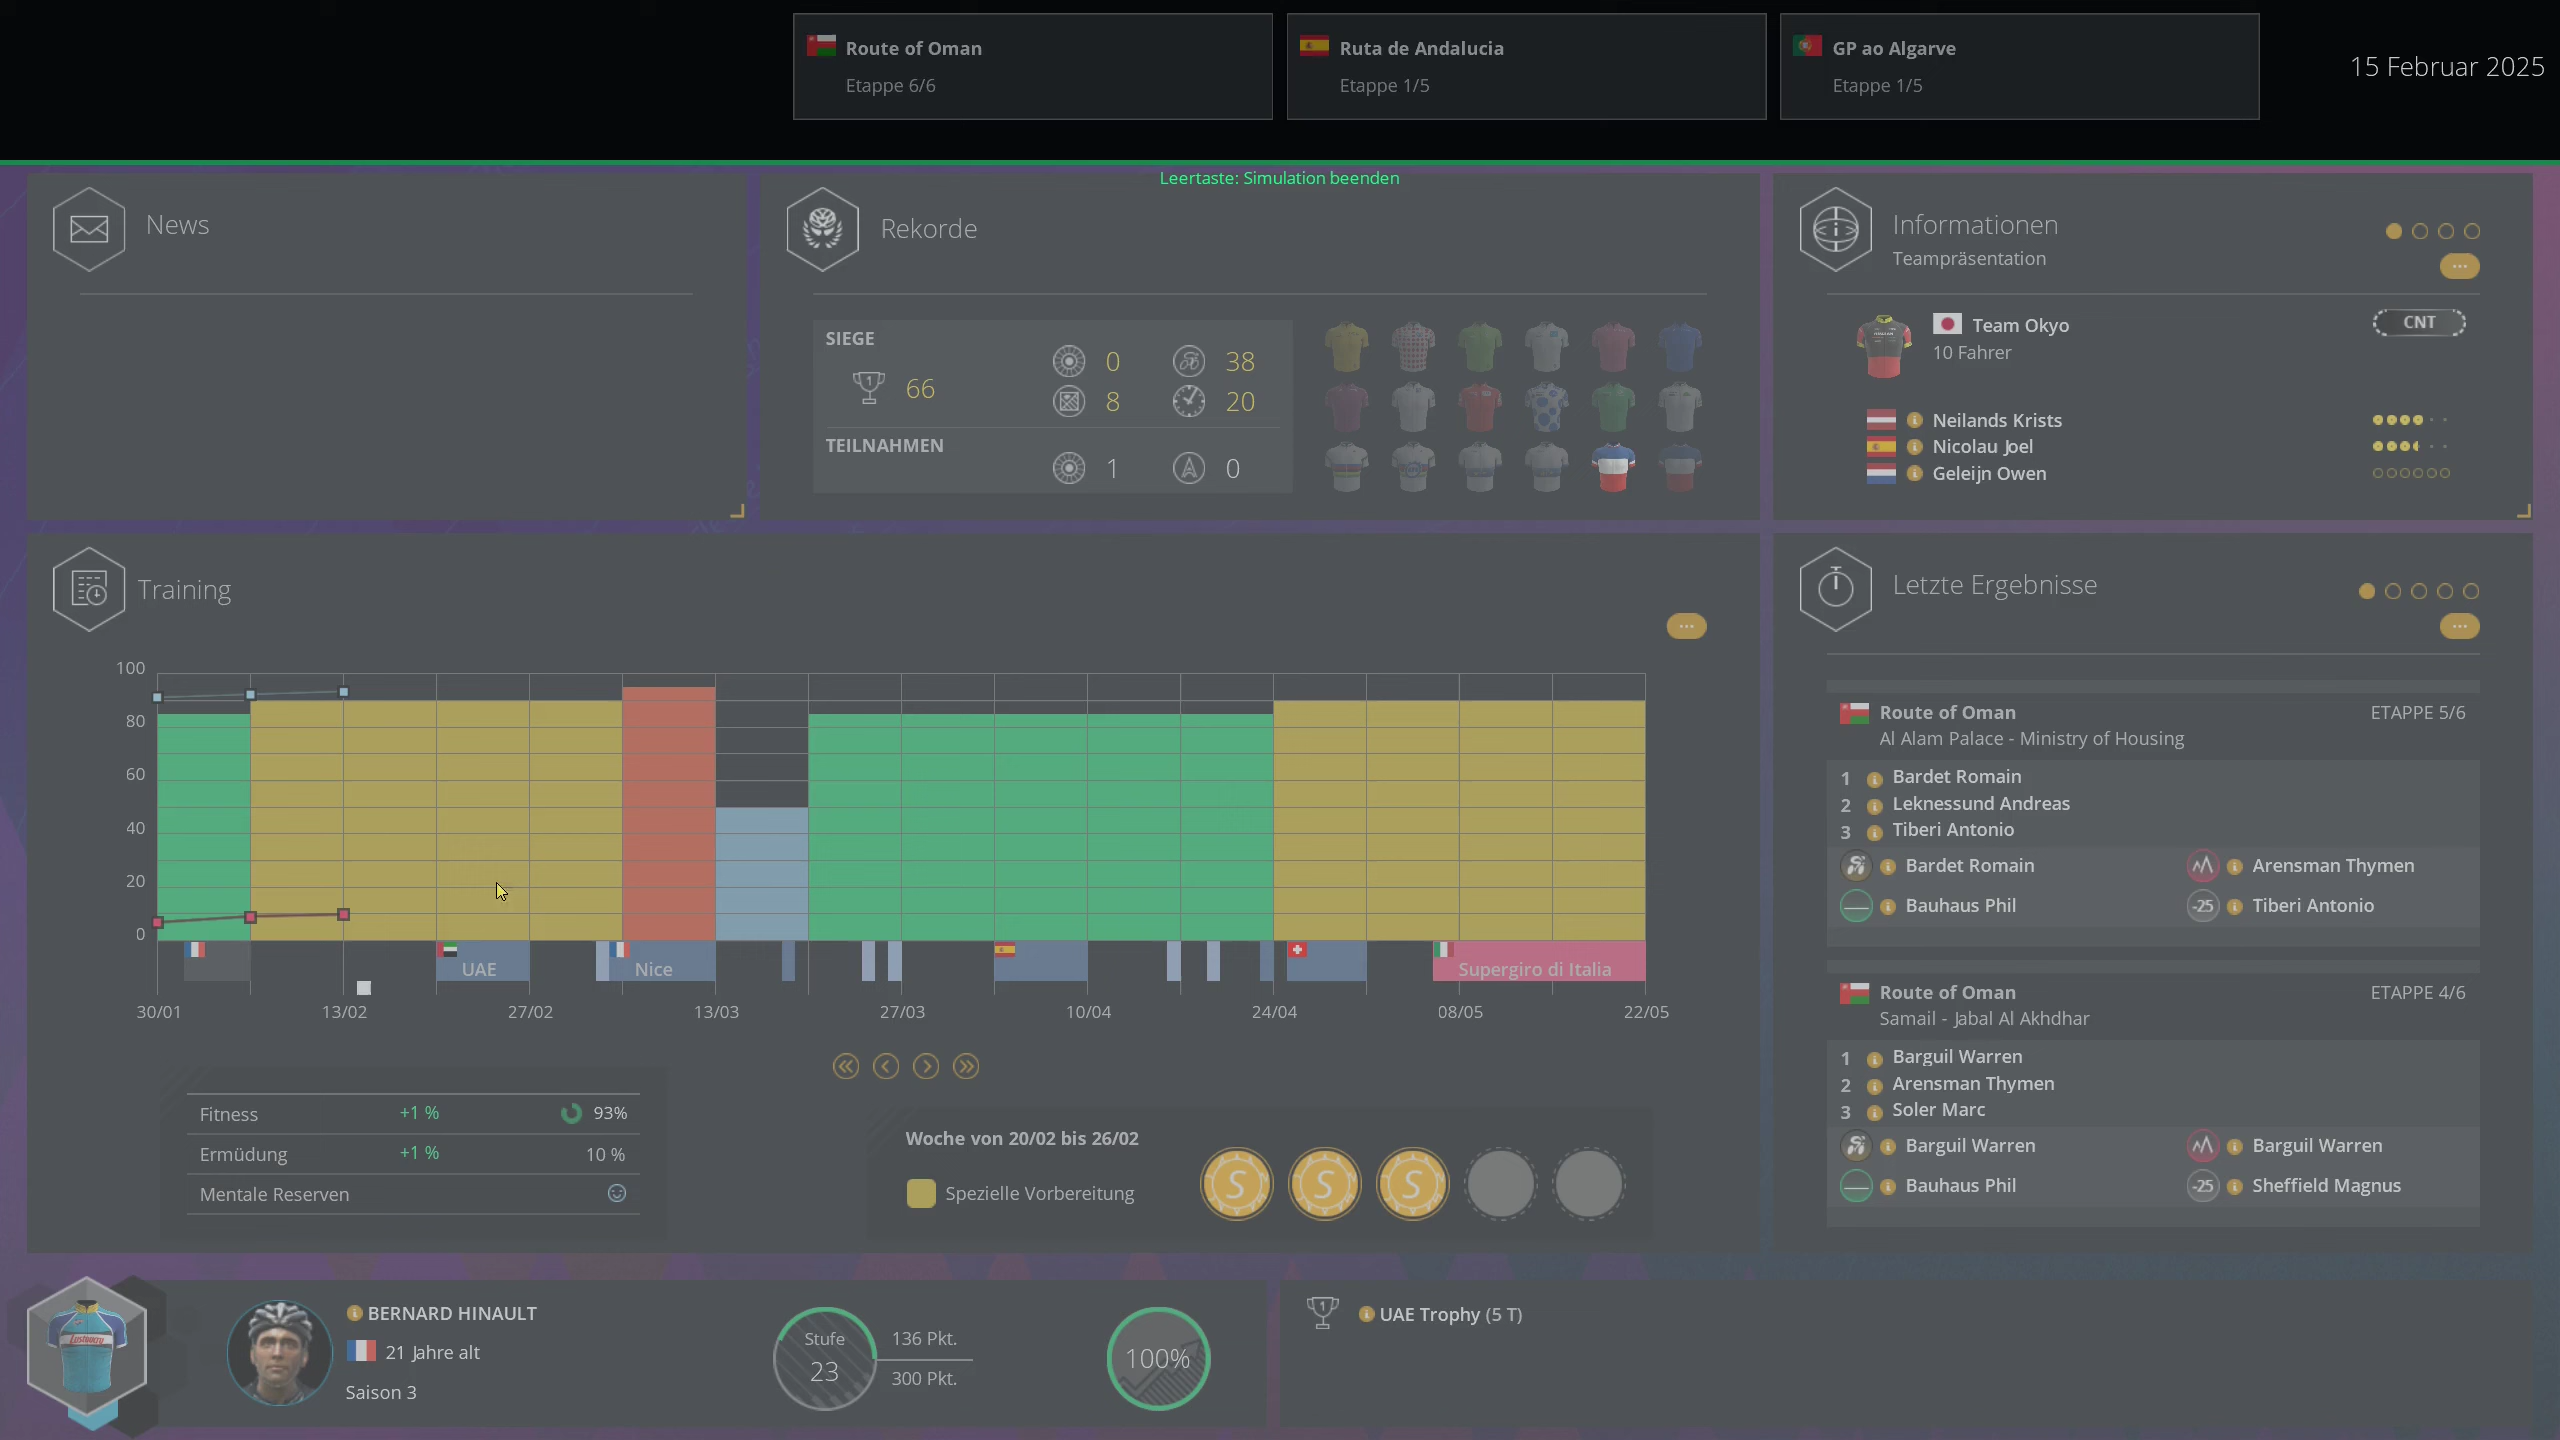 Route of Oman
Etappe 6/6
Ruta de Andalucia
Etappe 1/5
GP ao Algarve
Etappe 1/5
15 Februar 2025
Leertaste: Simulation beenden
News
Rekorde
SIEGE
66
0
38
8
20
TEILNAHMEN
1
0
Informationen
Teampräsentation
...
Team Okyo
CNT
10 Fahrer
Neilands Krists
Nicolau Joel
Geleijn Owen
Training
...
100
80
60
40
20
0
UAE
Nice
Supergiro di Italia
30/01
13/02
27/02
13/03
27/03
10/04
24/04
08/05
22/05
Fitness +1 % 93%
Ermüdung +1 % 10 %
Mentale Reserven
Woche von 20/02 bis 26/02
Spezielle Vorbereitung
S S S
Letzte Ergebnisse
...
Route of Oman ETAPPE 5/6
Al Alam Palace - Ministry of Housing
1 Bardet Romain
2 Leknessund Andreas
3 Tiberi Antonio
Bardet Romain Arensman Thymen
Bauhaus Phil -25 Tiberi Antonio
Route of Oman ETAPPE 4/6
Samail - Jabal Al Akhdhar
1 Barguil Warren
2 Arensman Thymen
3 Soler Marc
Barguil Warren Barguil Warren
Bauhaus Phil -25 Sheffield Magnus
BERNARD HINAULT
21 Jahre alt
Saison 3
Stufe
23
136 Pkt.
300 Pkt.
100%
1
UAE Trophy (5 T)